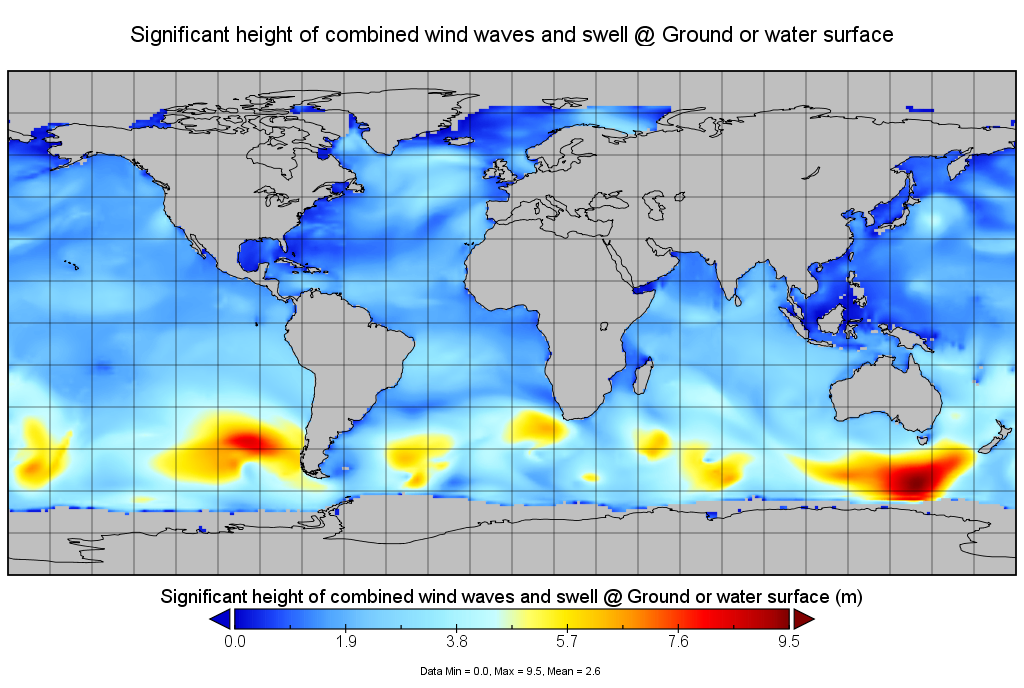 Significant height of combined wind waves and swell @ Ground or water surface
Significant height of combined wind waves and swell @ Ground or water surface (m)
0.0 1.9 3.8 5.7 7.6 9.5
Data Min = 0.0, Max = 9.5, Mean = 2.6